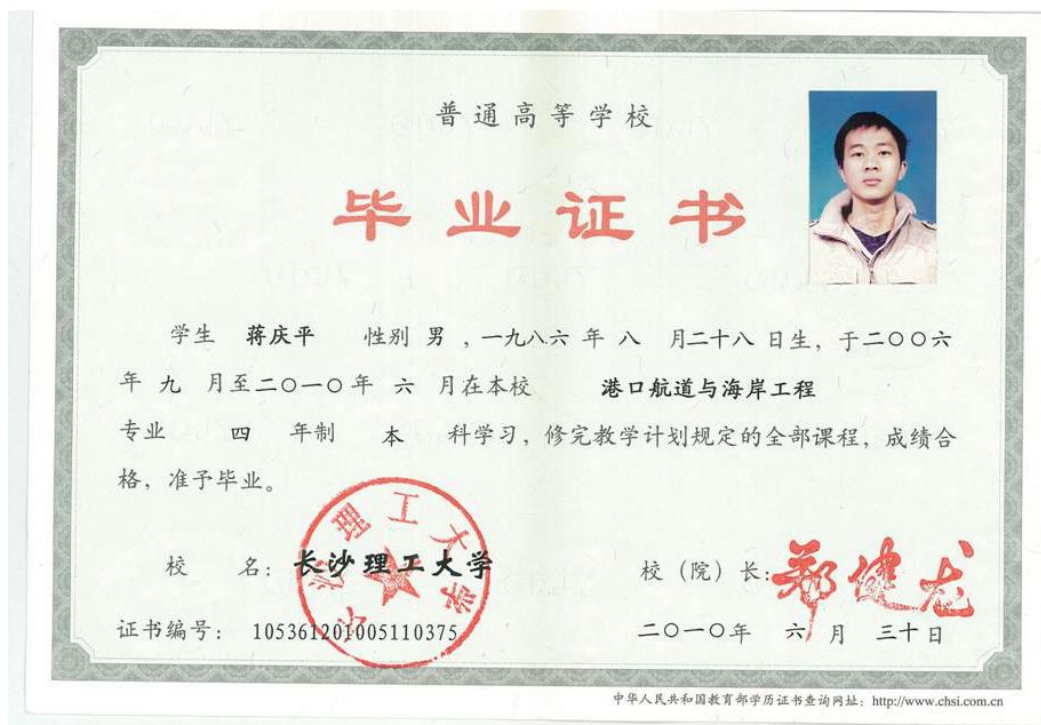 普通高等学校
毕业证书
学生 蒋庆平 性别 男 ，一九八六 年 八 月二十八 日生，于二〇〇六
年 九 月至二〇一〇年 六 月在本校 港口航道与海岸工程
专业 四 年制 本 科学习，修完教学计划规定的全部课程，成绩合
格，准予毕业。
长沙理工大学
校 名：长沙理工大学
校（院）长：郑健龙
证书编号： 105361201005110375
二〇一〇年 六 月 三十日
中华人民共和国教育部学历证书查询网址：http://www.chsi.com.cn